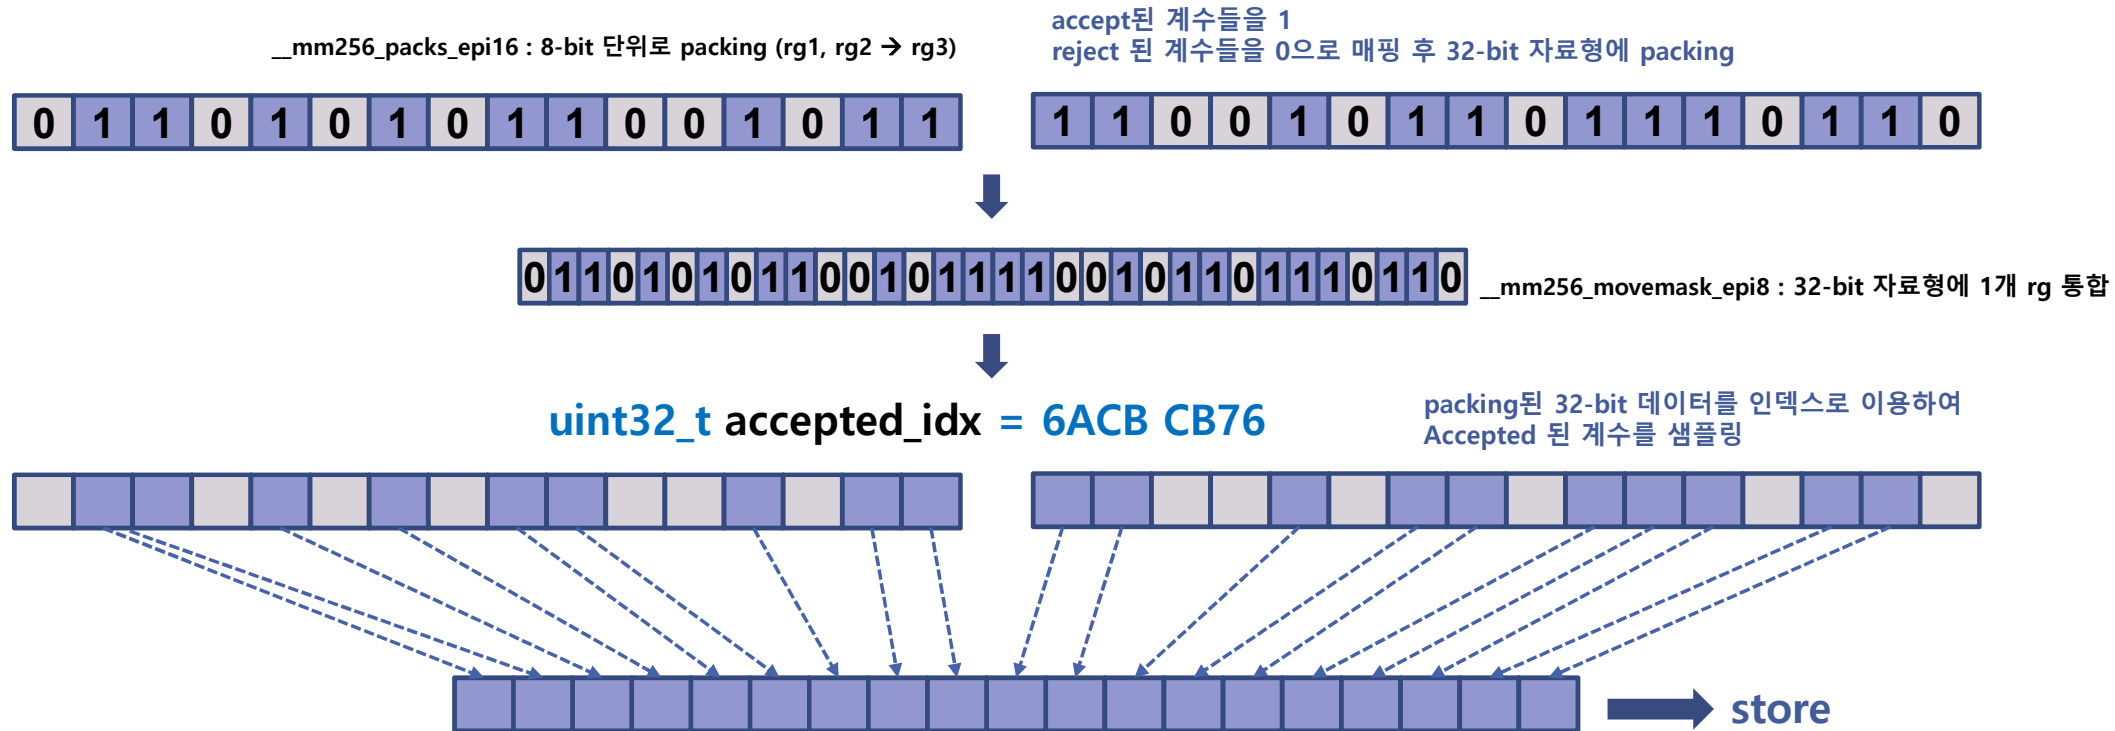 __mm256_packs_epi16 : 8-bit 단위로 packing (rg1, rg2 → rg3)
accept된 계수들을 1
reject 된 계수들을 0으로 매핑 후 32-bit 자료형에 packing
0 1 1 0 1 0 1 0 1 1 0 0 1 0 1 1
1 1 0 0 1 0 1 1 0 1 1 1 0 1 1 0
0 1 1 0 1 0 1 0 1 1 0 0 1 0 1 1 1 1 0 0 1 0 1 1 0 1 1 1 0 1 1 0
__mm256_movemask_epi8 : 32-bit 자료형에 1개 rg 통합
uint32_t accepted_idx = 6ACB CB76
packing된 32-bit 데이터를 인덱스로 이용하여
Accepted 된 계수를 샘플링
store